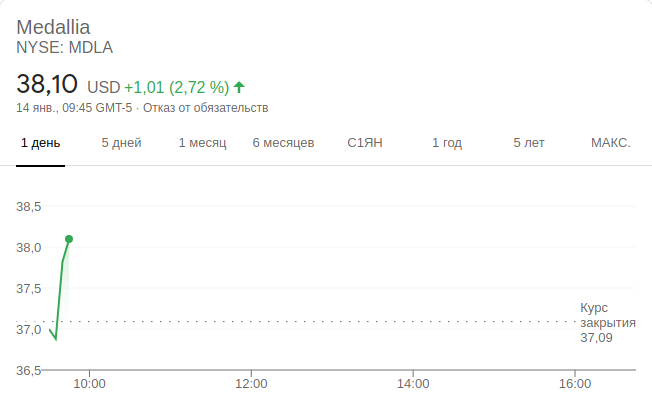 Medallia
NYSE: MDLA
38,10 USD +1,01 (2,72 %)
14 янв., 09:45 GMT-5 · Отказ от обязательств
1 день 5 дней 1 месяц 6 месяцев С1ЯН 1 год 5 лет МАКС.
38,5
38,0
37,5
37,0
36,5
Курс
закрытия
37,09
10:00 12:00 14:00 16:00